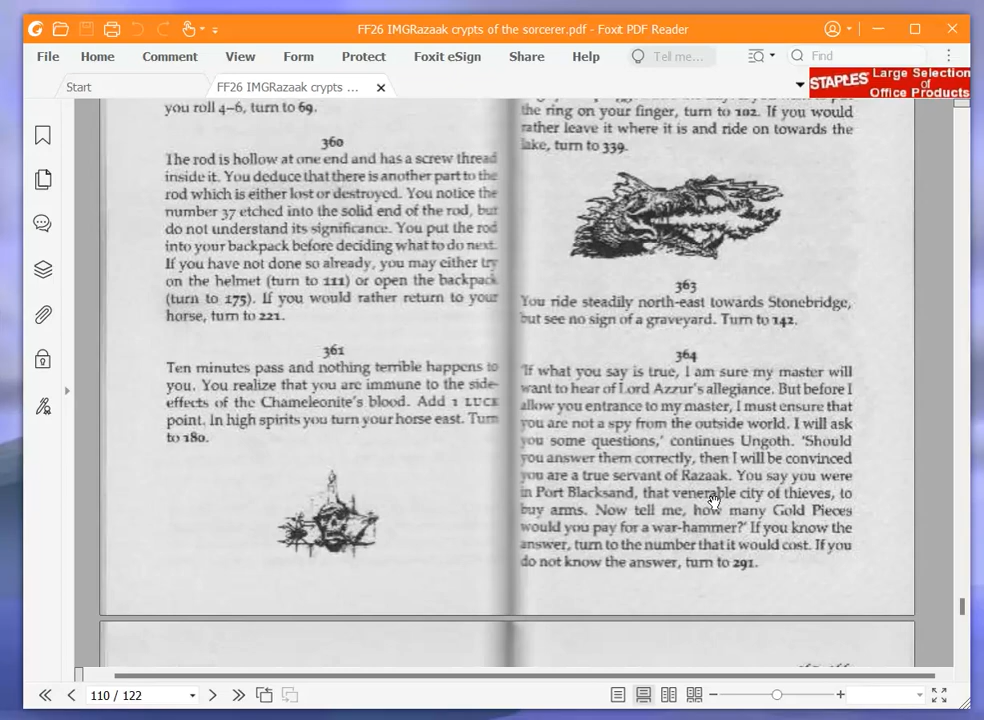 FF26 IMGRazaak crypts of the sorcerer.pdf - Foxit PDF Reader
File Home Comment View Form Protect Foxit eSign Share Help Tell me... Find
Start FF26 IMGRazaak crypts ...
STAPLES Large Selection of Office Products
you roll 4–6, turn to 69.
360
The rod is hollow at one end and has a screw thread
inside it. You deduce that there is another part to the
rod which is either lost or destroyed. You notice the
number 37 etched into the solid end of the rod, but
do not understand its significance. You put the rod
into your backpack before deciding what to do next.
If you have not done so already, you may either try
on the helmet (turn to 111) or open the backpack
(turn to 175). If you would rather return to your
horse, turn to 221.
361
Ten minutes pass and nothing terrible happens to
you. You realize that you are immune to the side-
effects of the Chameleonite's blood. Add 1 LUCK
point. In high spirits you turn your horse east. Turn
to 180.
the ring on your finger, turn to 102. If you would
rather leave it where it is and ride on towards the
lake, turn to 339.
363
You ride steadily north-east towards Stonebridge,
but see no sign of a graveyard. Turn to 142.
364
'If what you say is true, I am sure my master will
want to hear of Lord Azzur's allegiance. But before I
allow you entrance to my master, I must ensure that
you are not a spy from the outside world. I will ask
you some questions,' continues Ungoth. 'Should
you answer them correctly, then I will be convinced
you are a true servant of Razaak. You say you were
in Port Blacksand, that venerable city of thieves, to
buy arms. Now tell me, how many Gold Pieces
would you pay for a war-hammer?' If you know the
answer, turn to the number that it would cost. If you
do not know the answer, turn to 291.
110 / 122